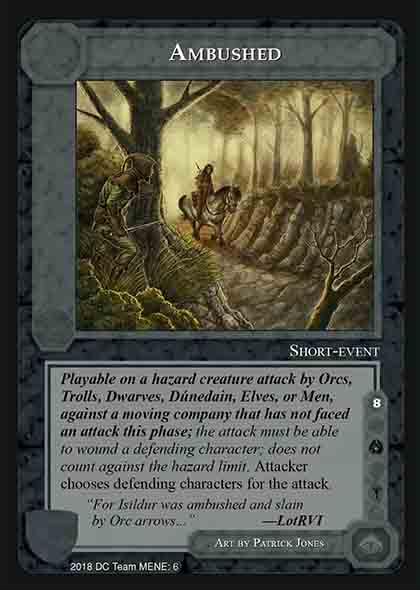 AMBUSHED
SHORT-EVENT
Playable on a hazard creature attack by Orcs,
Trolls, Dwarves, Dúnedain, Elves, or Men,
against a moving company that has not faced
an attack this phase; the attack must be able
to wound a defending character; does not
count against the hazard limit. Attacker
chooses defending characters for the attack.
8
"For Isildur was ambushed and slain
by Orc arrows..." —LotRVI
ART BY PATRICK JONES
2018 DC Team MENE: 6